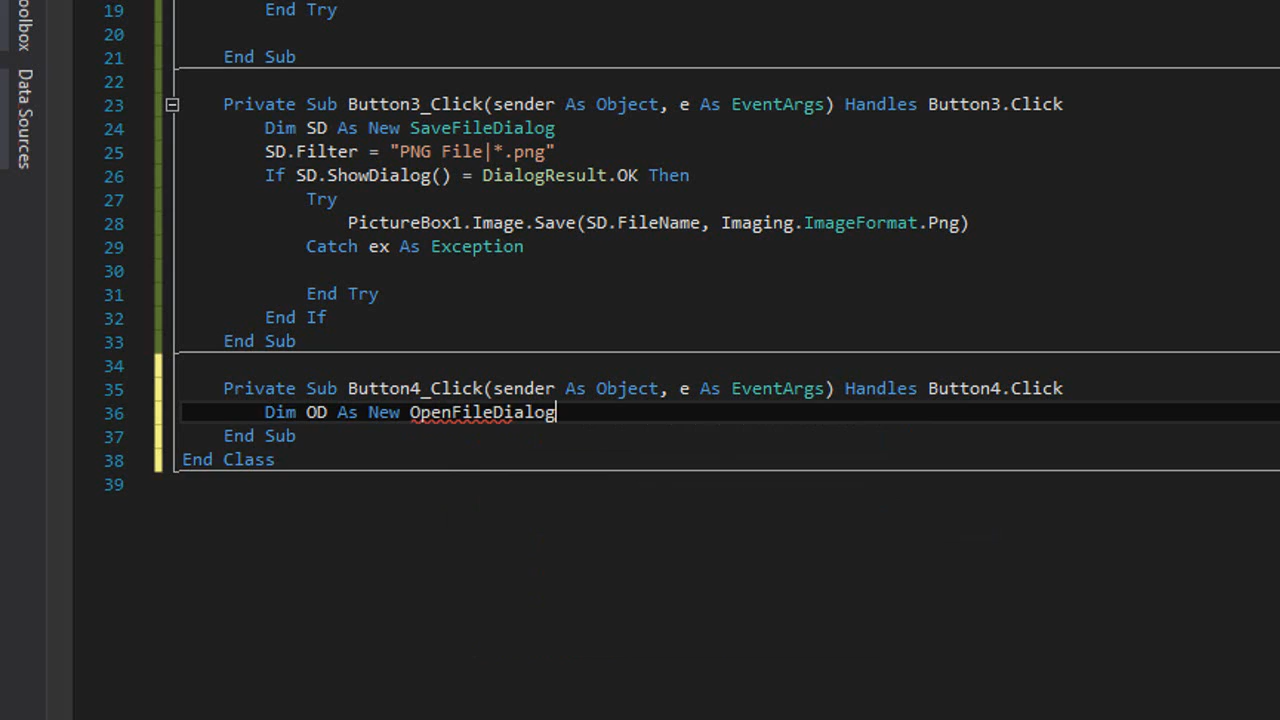 oolbox
Data Sources
19 End Try
20
21 End Sub
22
23 Private Sub Button3_Click(sender As Object, e As EventArgs) Handles Button3.Click
24 Dim SD As New SaveFileDialog
25 SD.Filter = "PNG File|*.png"
26 If SD.ShowDialog() = DialogResult.OK Then
27 Try
28 PictureBox1.Image.Save(SD.FileName, Imaging.ImageFormat.Png)
29 Catch ex As Exception
30
31 End Try
32 End If
33 End Sub
34
35 Private Sub Button4_Click(sender As Object, e As EventArgs) Handles Button4.Click
36 Dim OD As New OpenFileDialog
37 End Sub
38 End Class
39